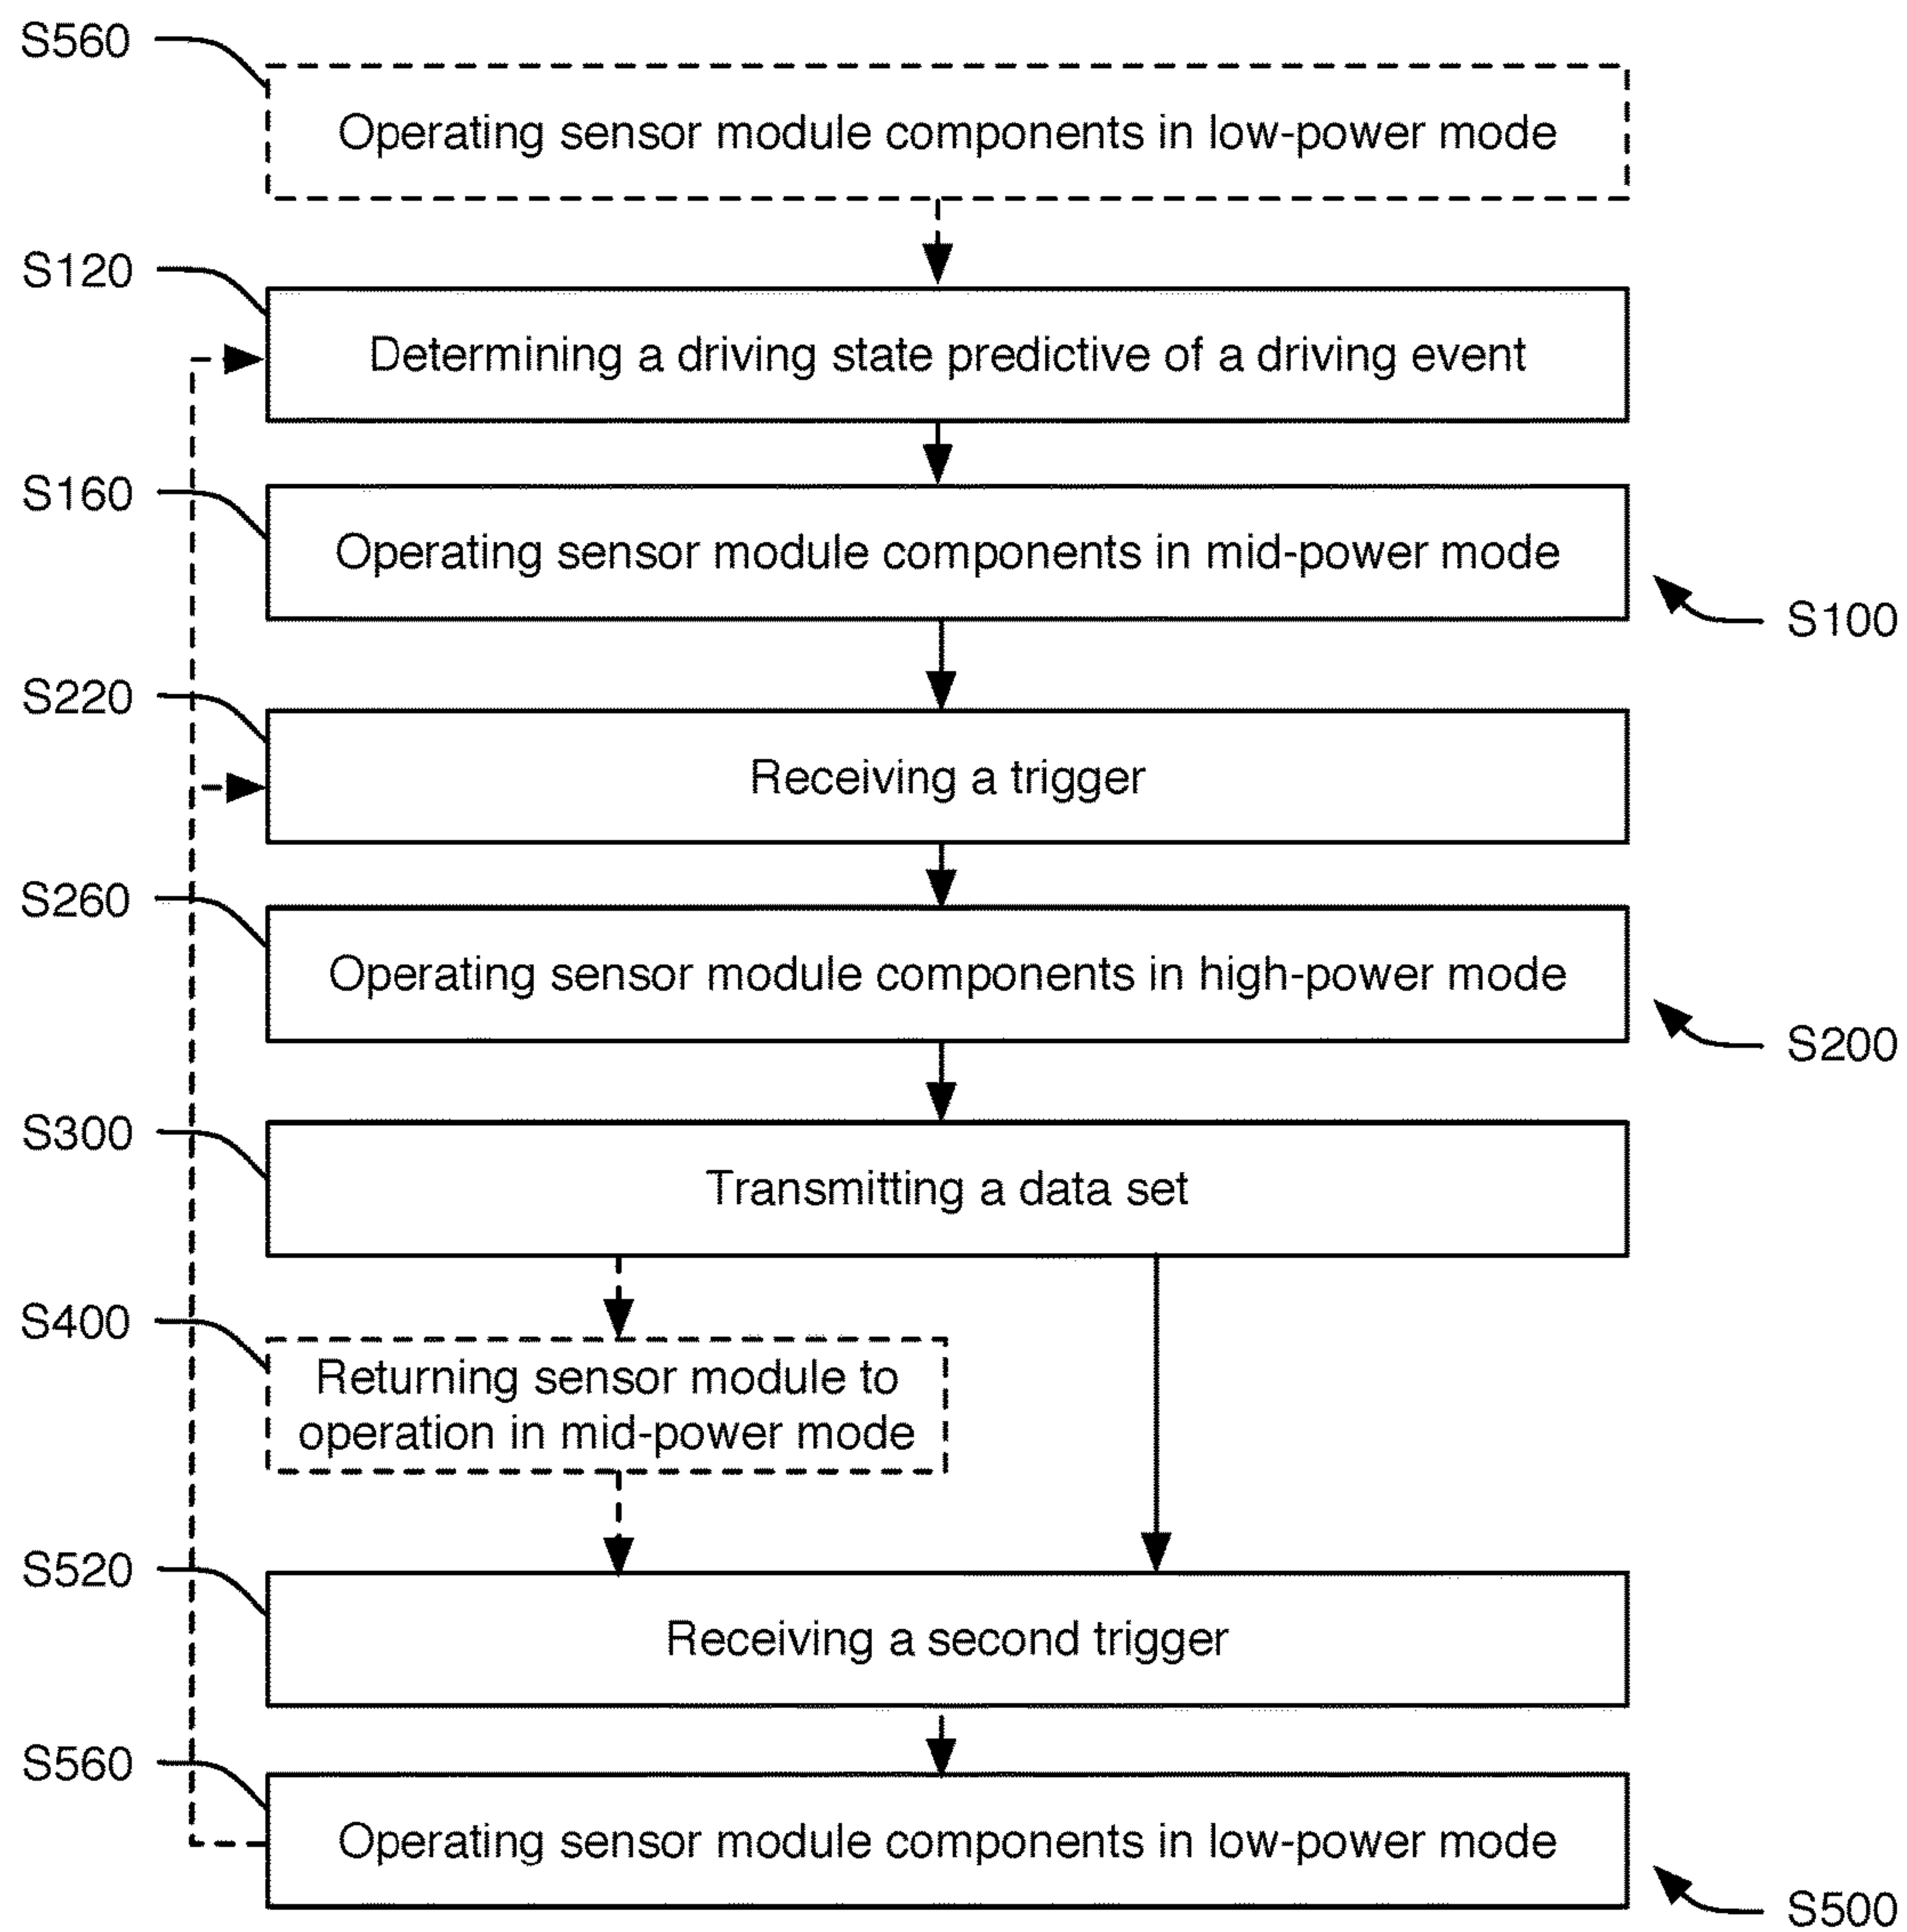 S560
Operating sensor module components in low-power mode
S120
Determining a driving state predictive of a driving event
S160
Operating sensor module components in mid-power mode
S100
S220
Receiving a trigger
S260
Operating sensor module components in high-power mode
S200
S300
Transmitting a data set
S400
Returning sensor module to
operation in mid-power mode
S520
Receiving a second trigger
S560
Operating sensor module components in low-power mode
S500